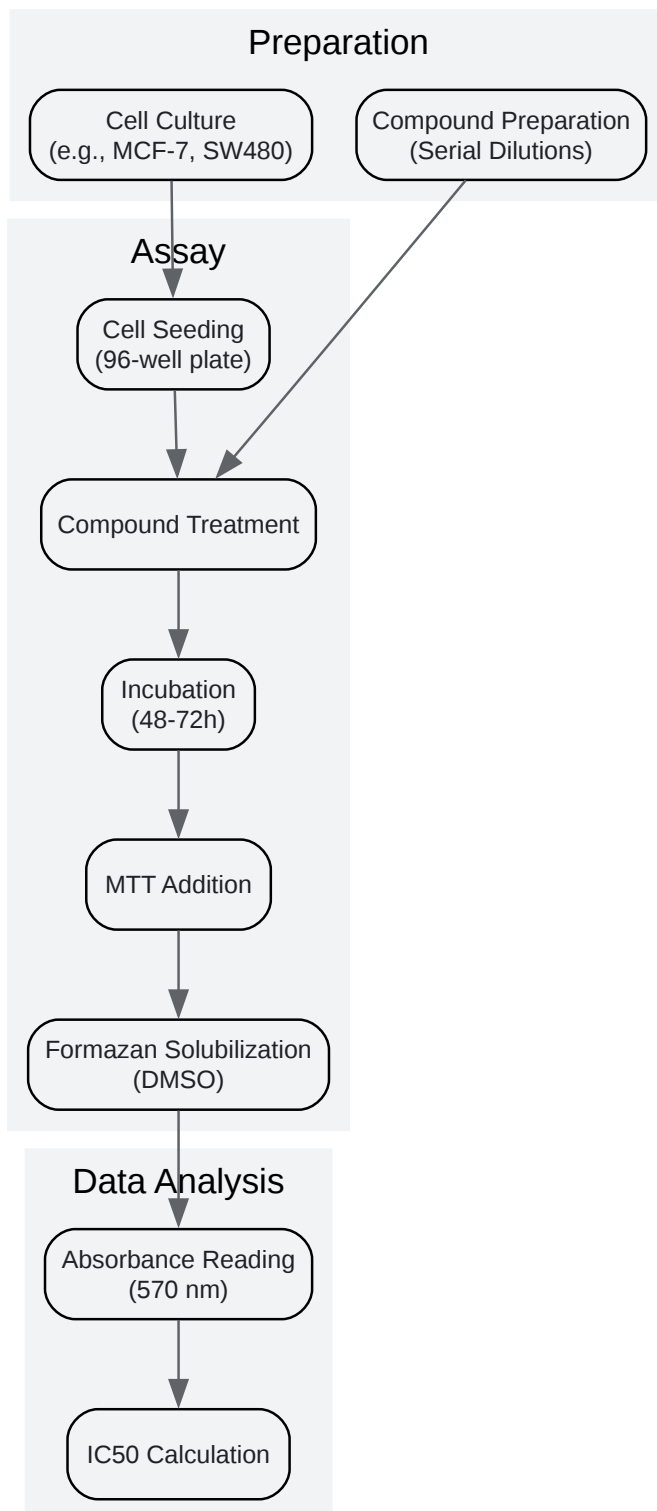 Preparation
Cell Culture
(e.g., MCF-7, SW480)
Compound Preparation
(Serial Dilutions)
Assay
Cell Seeding
(96-well plate)
Compound Treatment
Incubation
(48-72h)
MTT Addition
Formazan Solubilization
(DMSO)
Data Analysis
Absorbance Reading
(570 nm)
IC50 Calculation